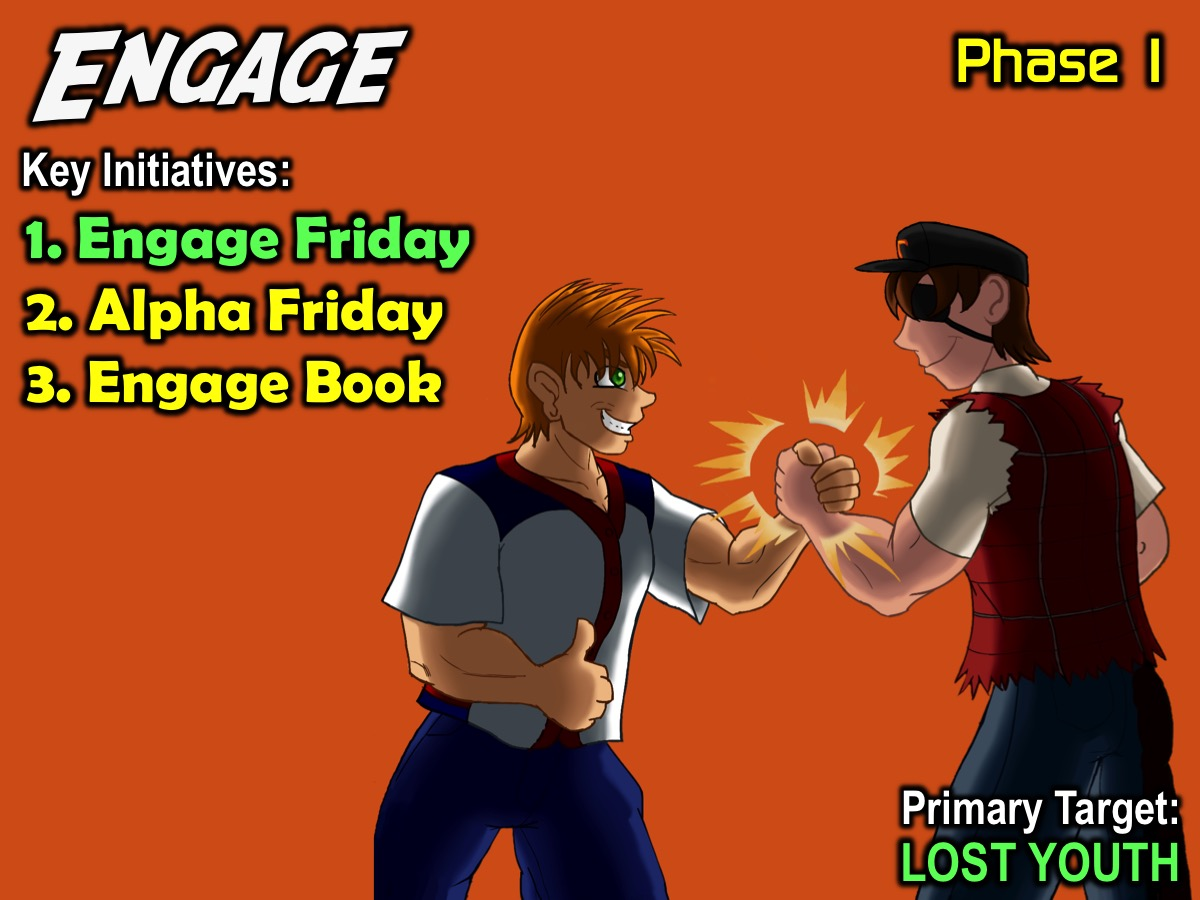 Engage
Phase 1
Key Initiatives:
1. Engage Friday
2. Alpha Friday
3. Engage Book
Primary Target:
LOST YOUTH